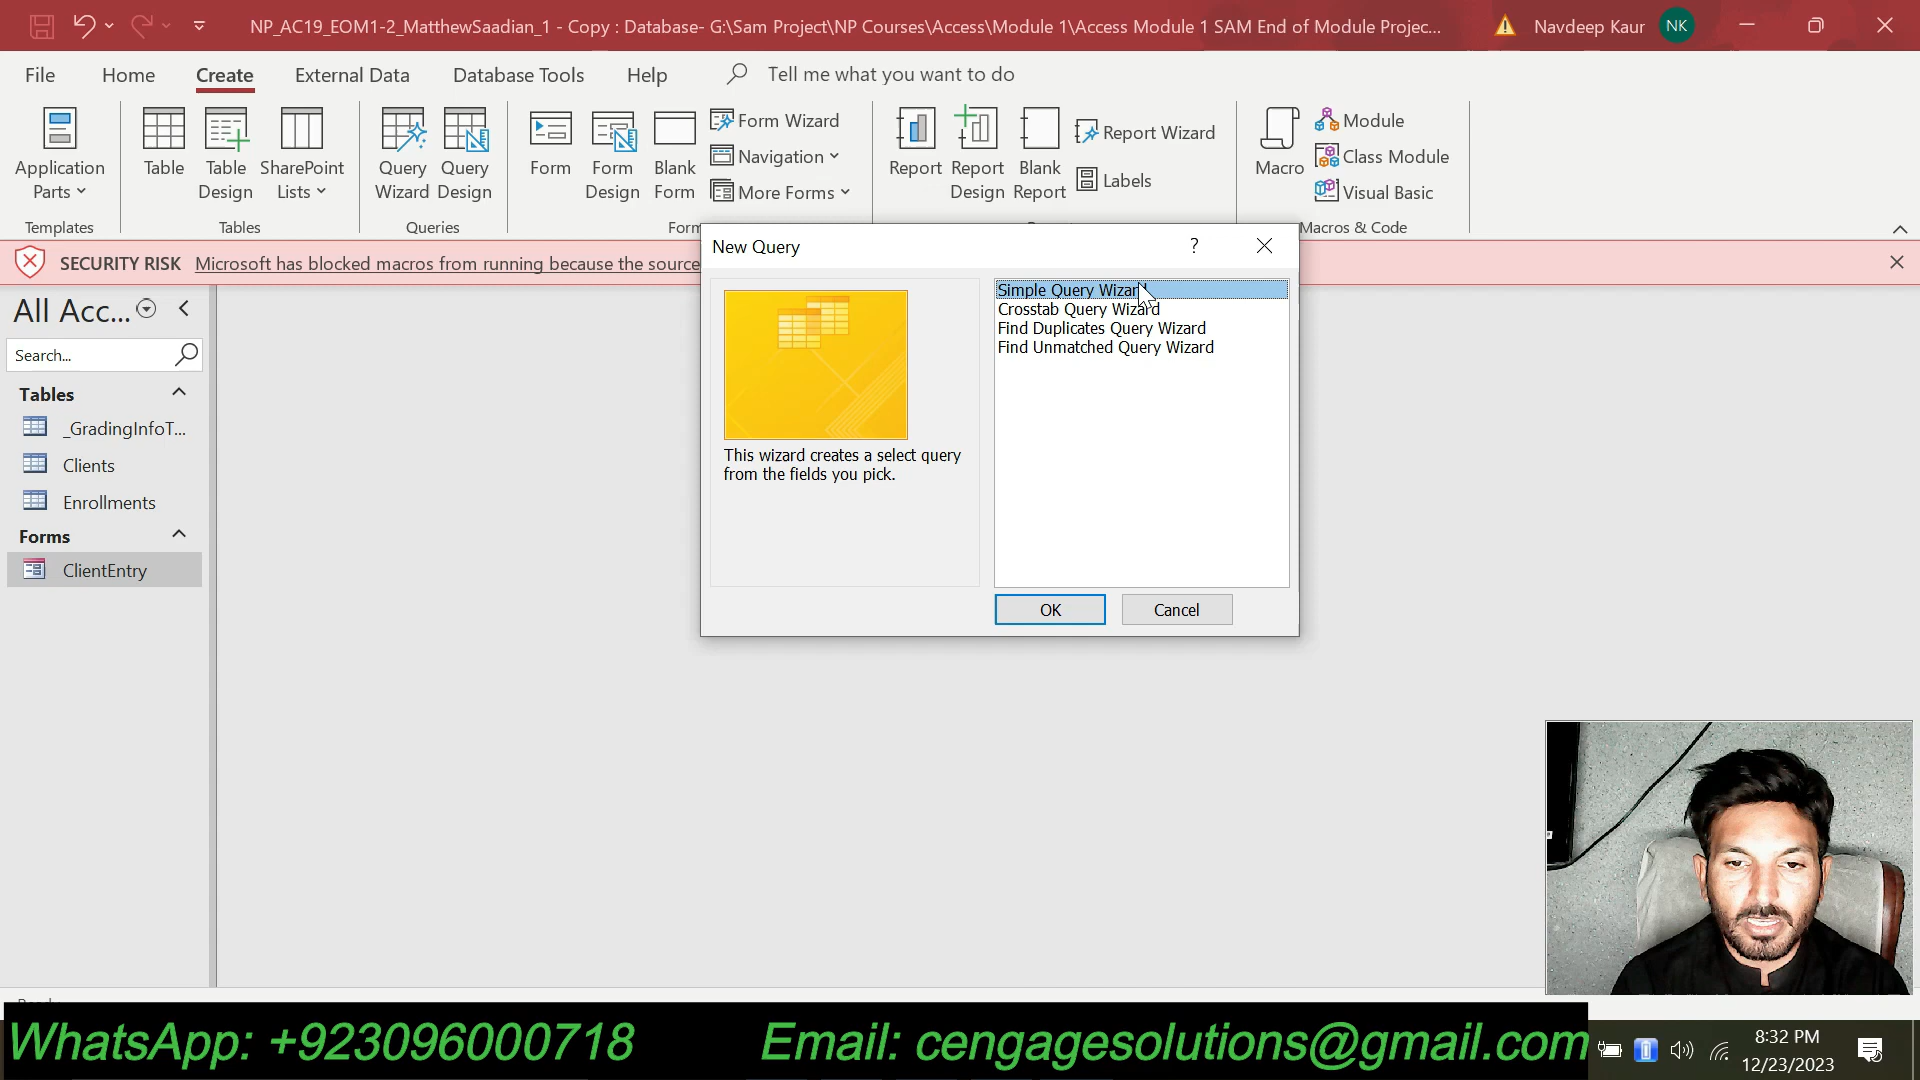 NP_AC19_EOM1-2_MatthewSaadian_1 - Copy : Database- G:\Sam Project\NP Courses\Access\Module 1\Access Module 1 SAM End of Module Projec...
Navdeep Kaur
NK
File
Home
Create
External Data
Database Tools
Help
Tell me what you want to do
Application
Parts
Table
Table
Design
SharePoint
Lists
Query
Wizard
Query
Design
Form
Form
Design
Blank
Form
Form Wizard
Navigation
More Forms
Report
Report
Design
Blank
Report
Report Wizard
Labels
Macro
Module
Class Module
Visual Basic
Templates
Tables
Queries
Form
Macros & Code
SECURITY RISK
Microsoft has blocked macros from running because the source
All Acc...
Search...
Tables
_GradingInfoT...
Clients
Enrollments
Forms
ClientEntry
New Query
?
Simple Query Wizard
Crosstab Query Wizard
Find Duplicates Query Wizard
Find Unmatched Query Wizard
This wizard creates a select query
from the fields you pick.
OK
Cancel
WhatsApp: +923096000718
Email: cengagesolutions@gmail.com
8:32 PM
12/23/2023